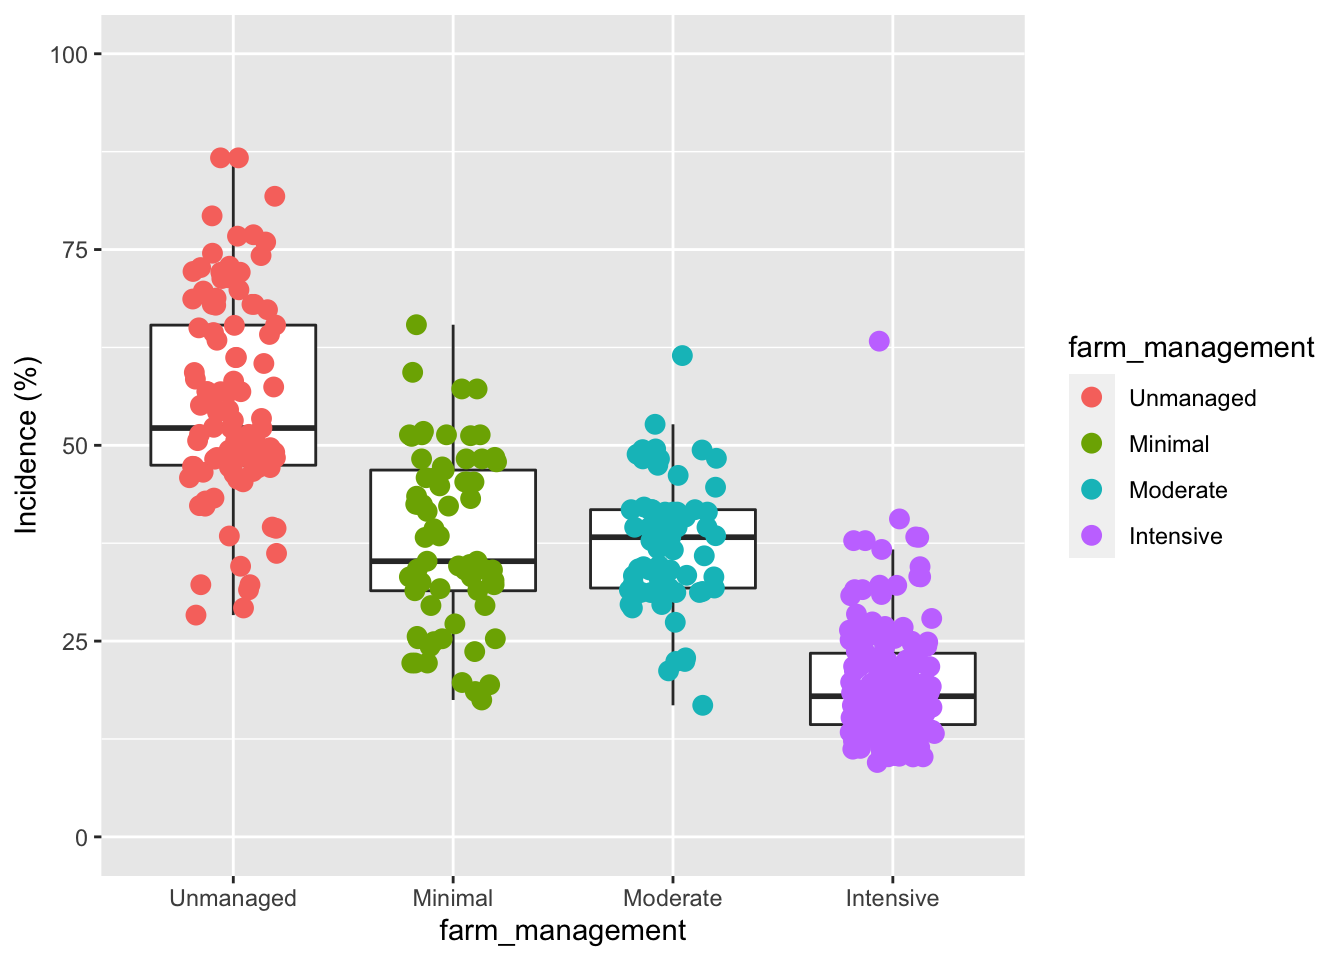 100
75
50
25
0
Incidence (%)
Unmanaged
Minimal
Moderate
Intensive
farm_management
farm_management
Unmanaged
Minimal
Moderate
Intensive